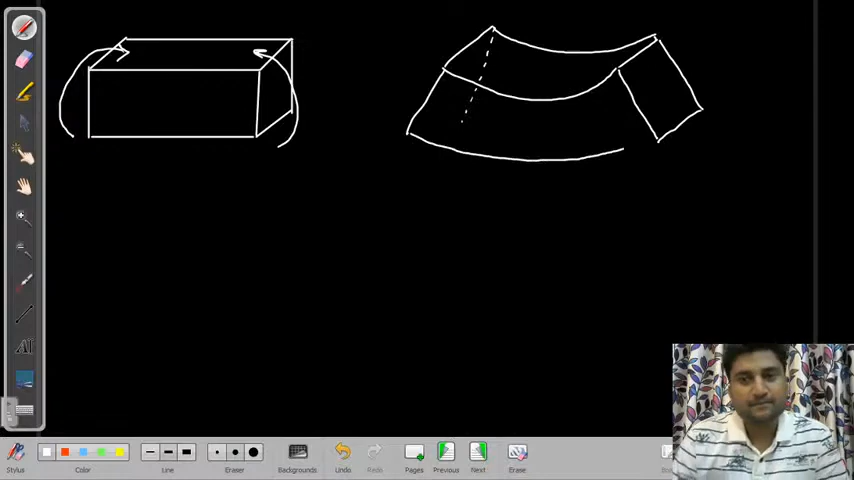 Stylus
Color
Line
Eraser
Backgrounds
Undo
Redo
Pages
Previous
Next
Erase